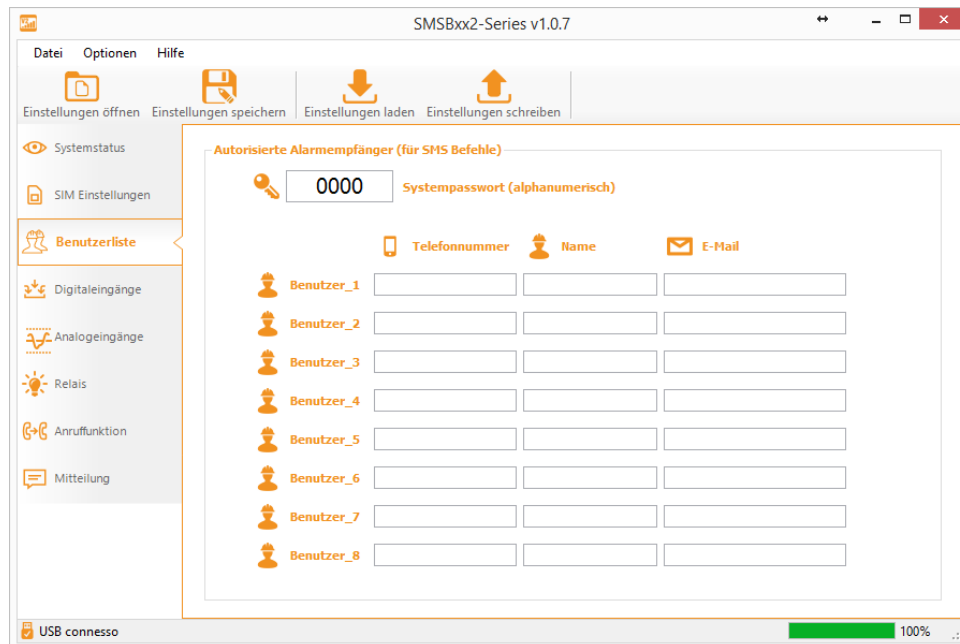 SMSBxx2-Series v1.0.7
Datei Optionen Hilfe
Einstellungen öffnen Einstellungen speichern Einstellungen laden Einstellungen schreiben
Systemstatus
SIM Einstellungen
Benutzerliste
Digitaleingänge
Analogeingänge
Relais
Anruffunktion
Mitteilung
Autorisierte Alarmempfänger (für SMS Befehle)
0000 Systempasswort (alphanumerisch)
Telefonnummer Name E-Mail
Benutzer_1
Benutzer_2
Benutzer_3
Benutzer_4
Benutzer_5
Benutzer_6
Benutzer_7
Benutzer_8
USB connesso 100%